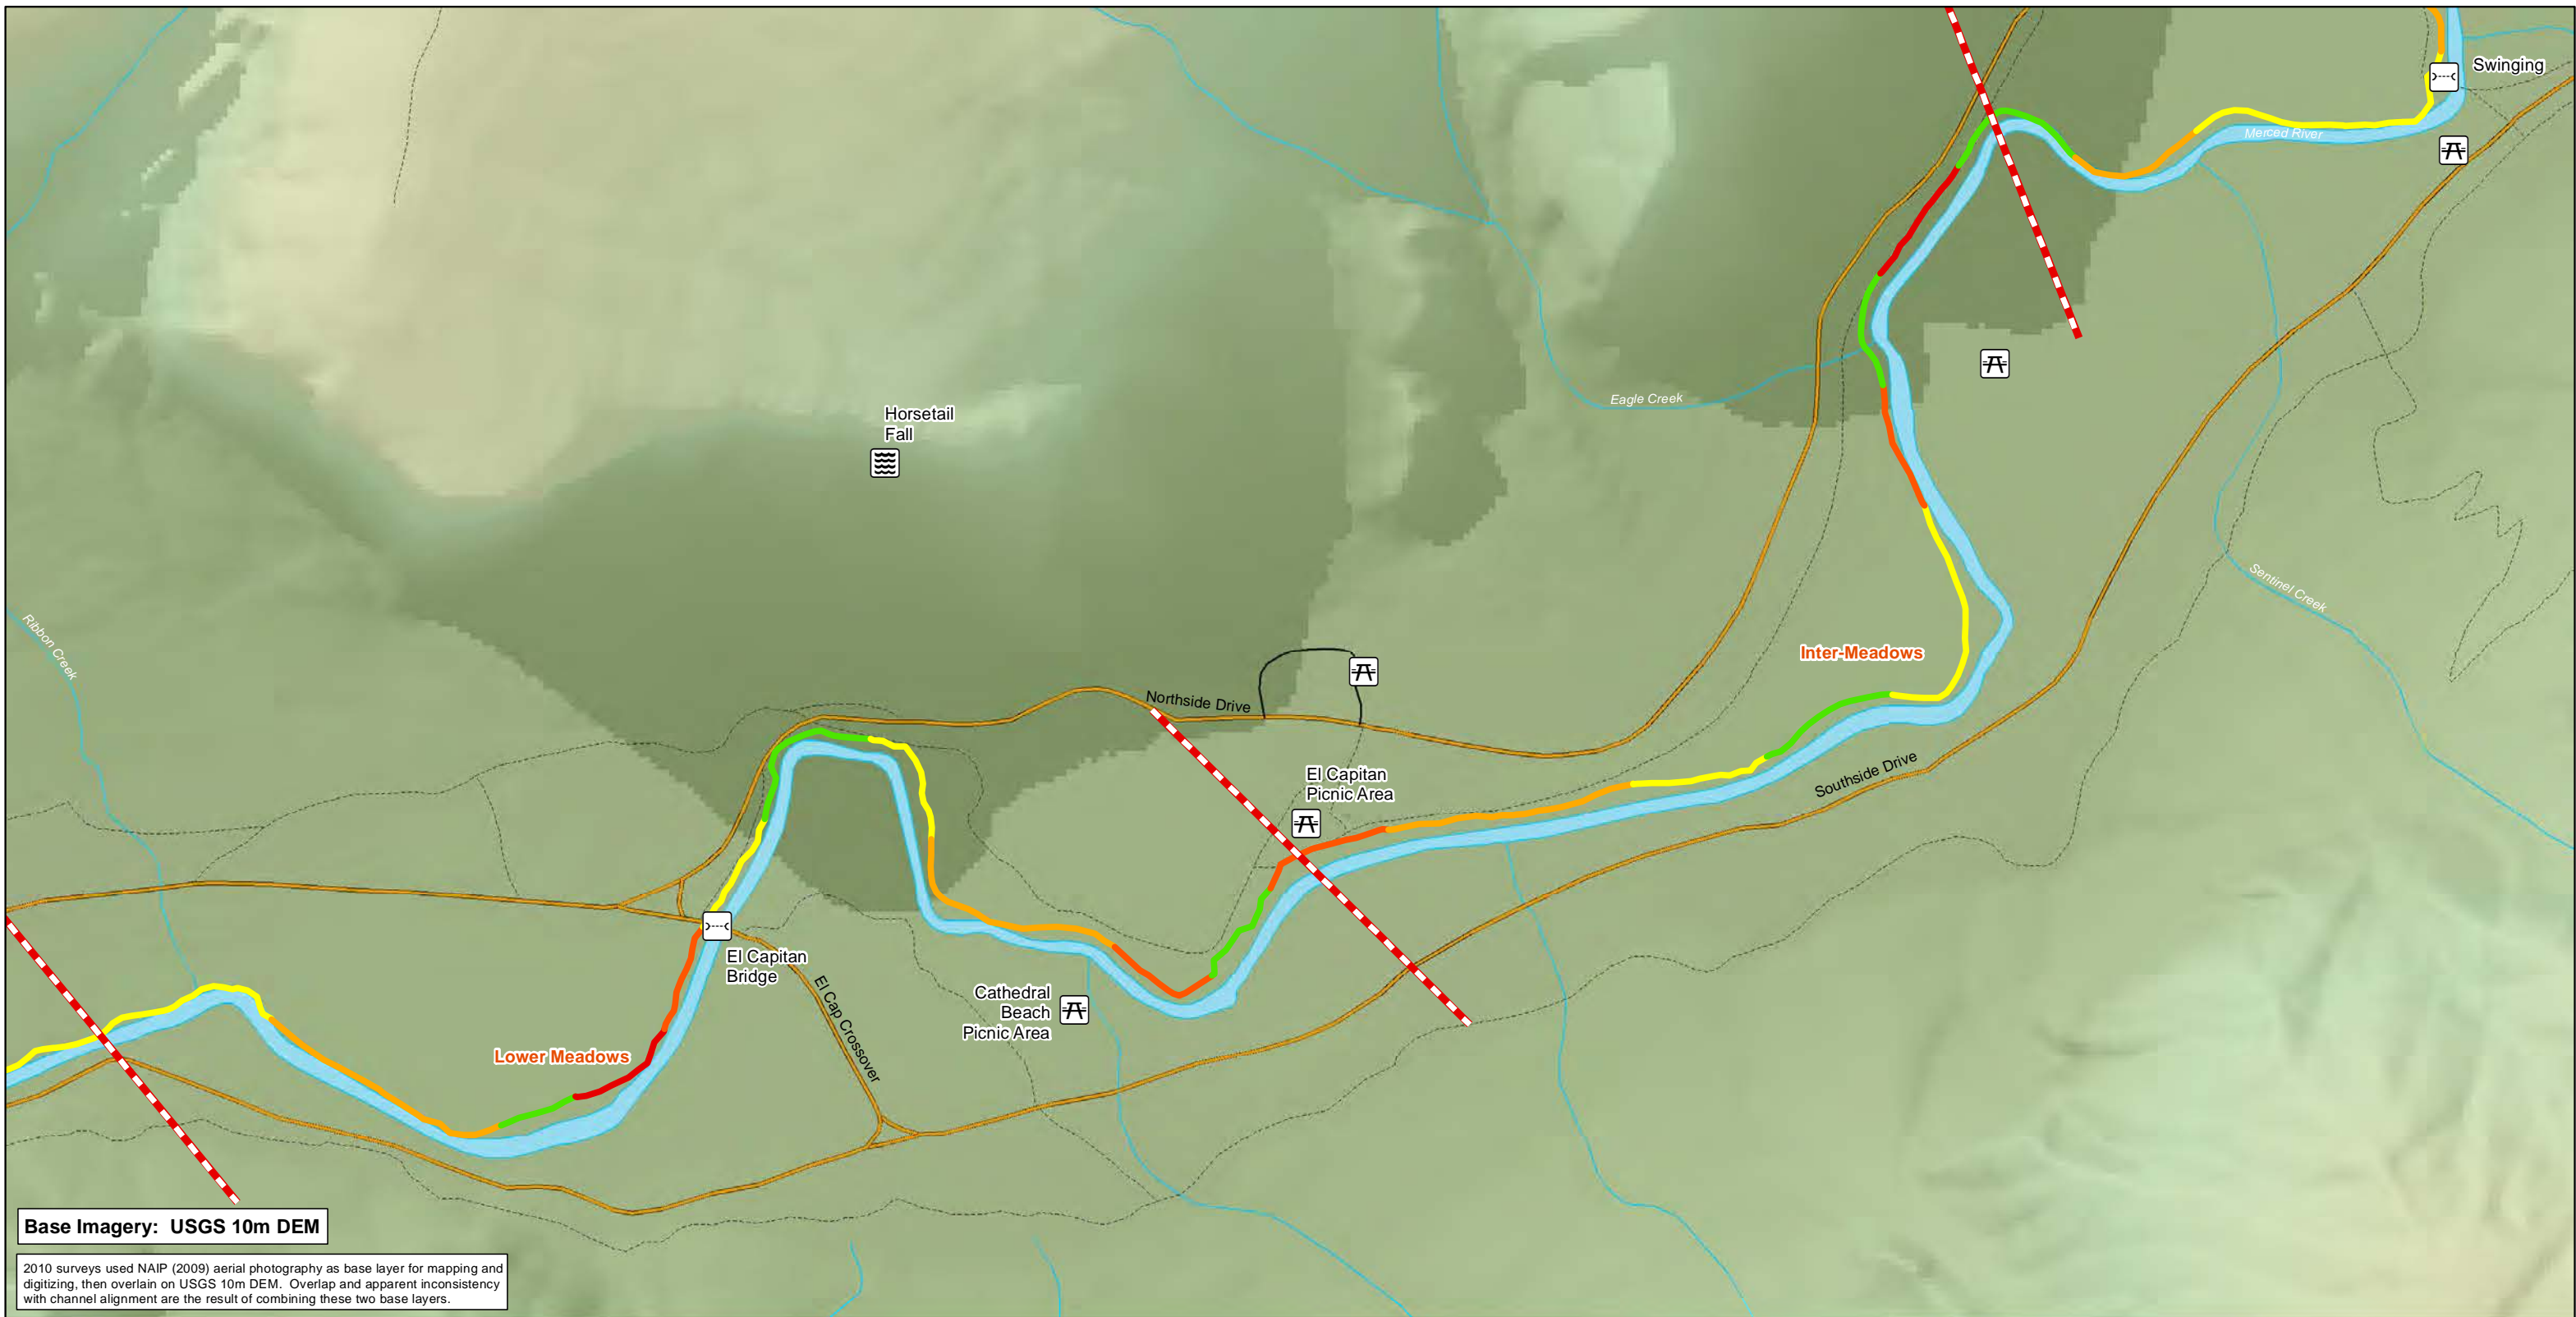 Swinging
Merced River
Horsetail
Fall
Eagle Creek
Sentinel Creek
Ribbon Creek
Inter-Meadows
Northside Drive
Southside Drive
El Capitan
Picnic Area
El Capitan
Bridge
El Cap Crossover
Cathedral
Beach
Picnic Area
Lower Meadows
Base Imagery: USGS 10m DEM
2010 surveys used NAIP (2009) aerial photography as base layer for mapping and
digitizing, then overlain on USGS 10m DEM. Overlap and apparent inconsistency
with channel alignment are the result of combining these two base layers.